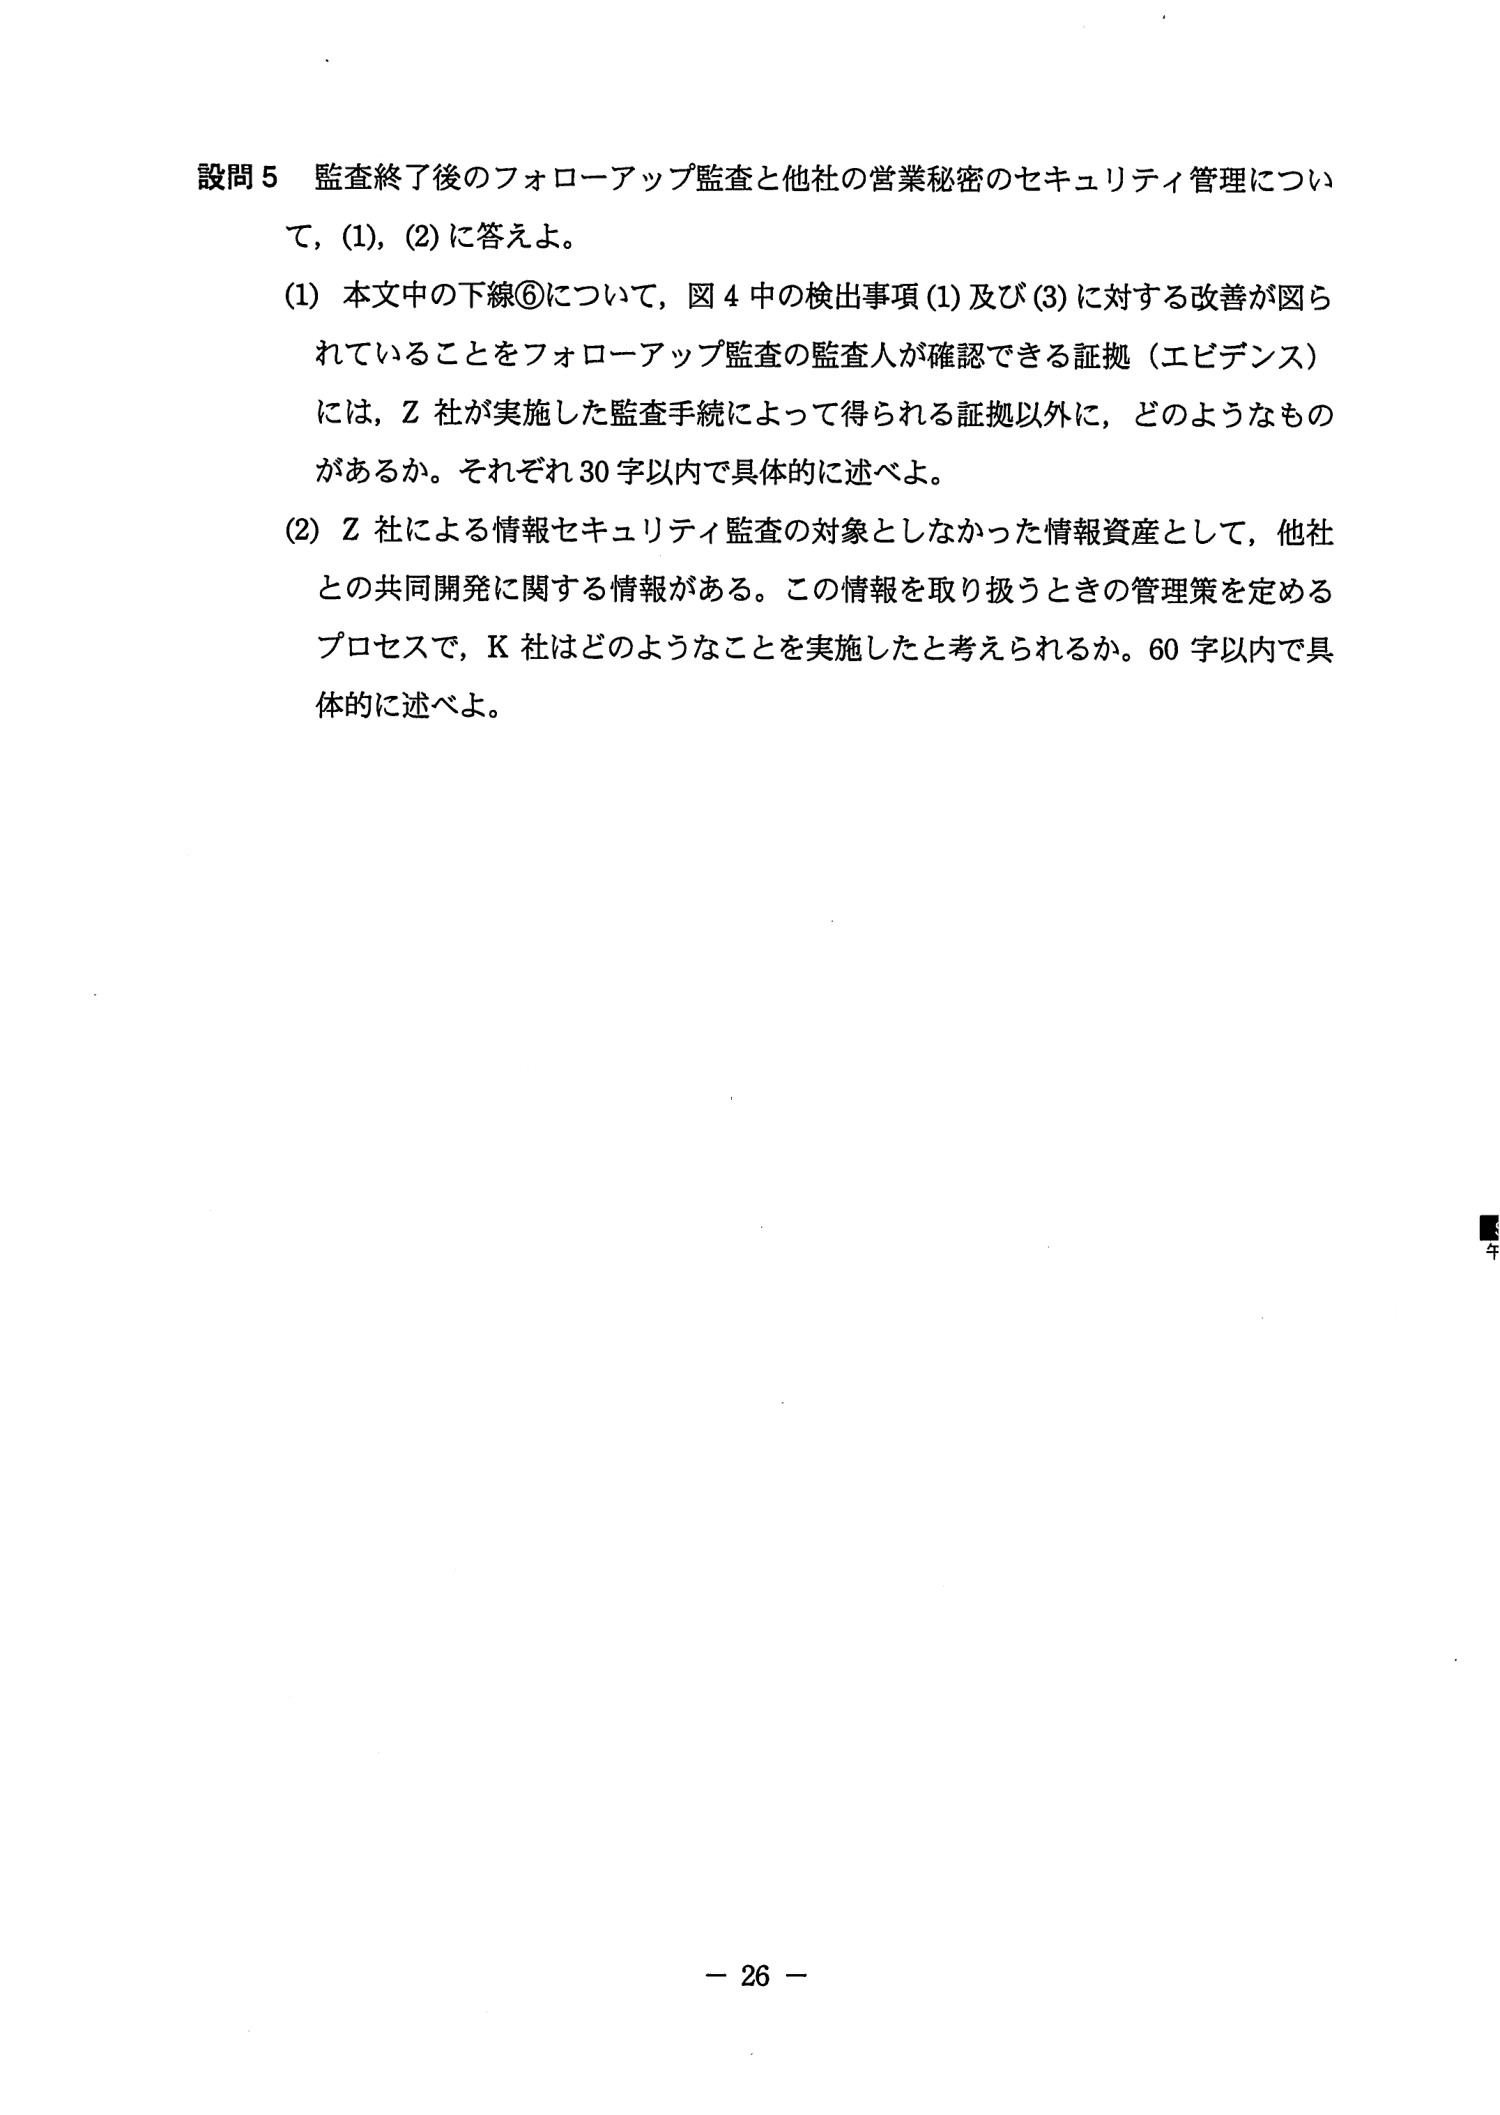 設問5 監査終了後のフォローアップ監査と他社の営業秘密のセキュリティ管理につい
て，(1)，(2) に答えよ。
(1) 本文中の下線⑥について，図 4 中の検出事項 (1) 及び (3) に対する改善が図ら
れていることをフォローアップ監査の監査人が確認できる証拠（エビデンス）
には，Z 社が実施した監査手続によって得られる証拠以外に，どのようなもの
があるか。それぞれ 30 字以内で具体的に述べよ。
(2) Z 社による情報セキュリティ監査の対象としなかった情報資産として，他社
との共同開発に関する情報がある。この情報を取り扱うときの管理策を定める
プロセスで，K 社はどのようなことを実施したと考えられるか。60 字以内で具
体的に述べよ。
午
－ 26 －